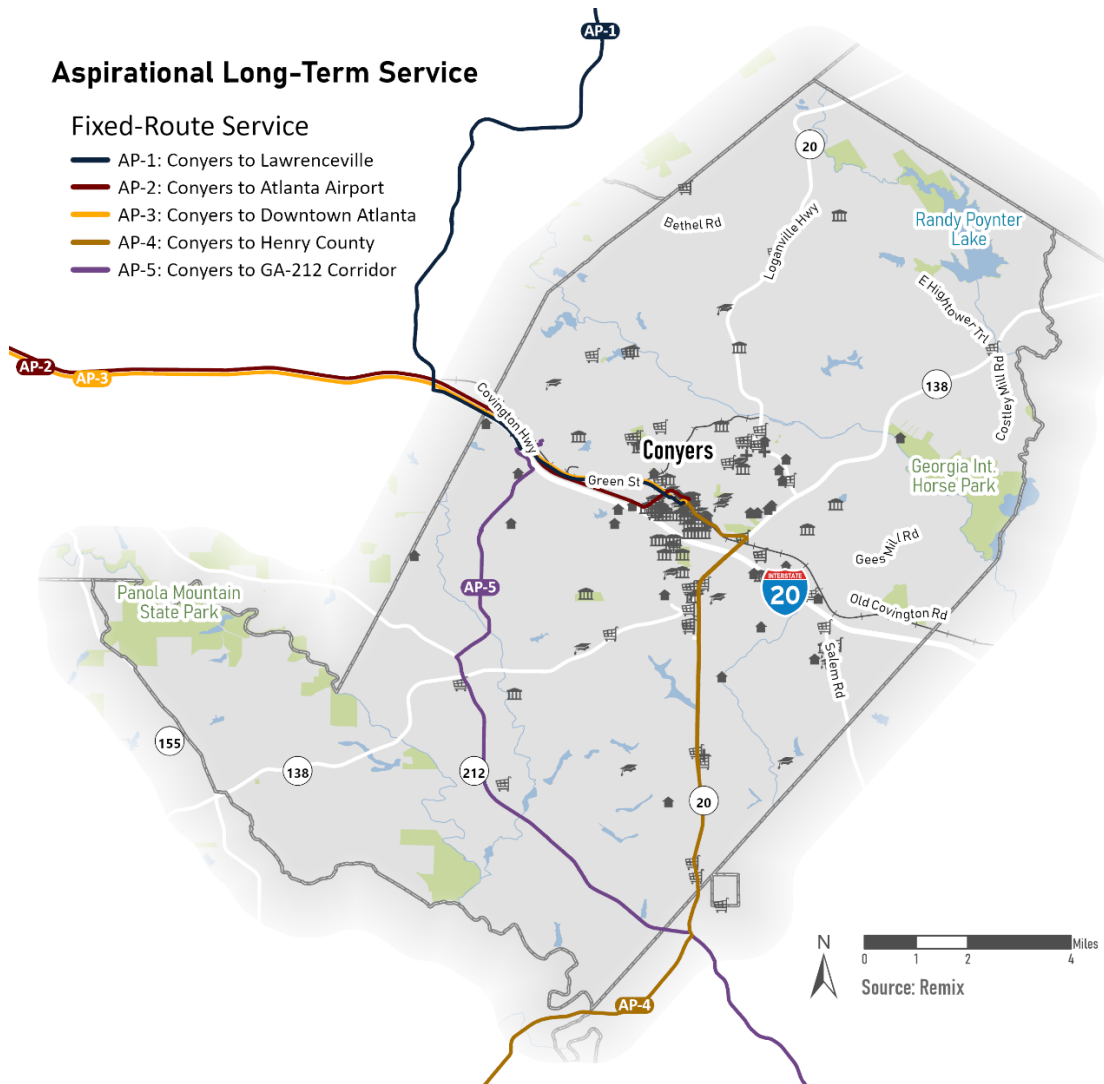 AP-1
Aspirational Long-Term Service
Fixed-Route Service
AP-1: Conyers to Lawrenceville
AP-2: Conyers to Atlanta Airport
AP-3: Conyers to Downtown Atlanta
AP-4: Conyers to Henry County
AP-5: Conyers to GA-212 Corridor
20
Bethel Rd
Loganville Hwy
Randy Poynter
Lake
E Hightower Trl
Costley Mill Rd
AP-2
AP-3
138
Covington Hwy
Conyers
Green St
Georgia Int.
Horse Park
Gees Mill Rd
INTERSTATE
20
Old Covington Rd
Panola Mountain
State Park
AP-5
Salem Rd
155
138
212
20
N
0
1
2
4
Miles
Source: Remix
AP-4